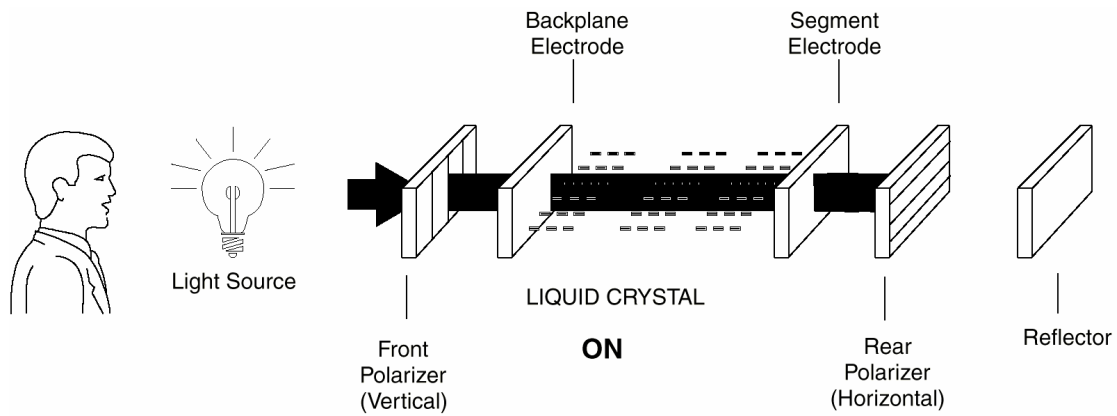 Backplane
Electrode
Segment
Electrode
Light Source
LIQUID CRYSTAL
ON
Front
Polarizer
(Vertical)
Rear
Polarizer
(Horizontal)
Reflector